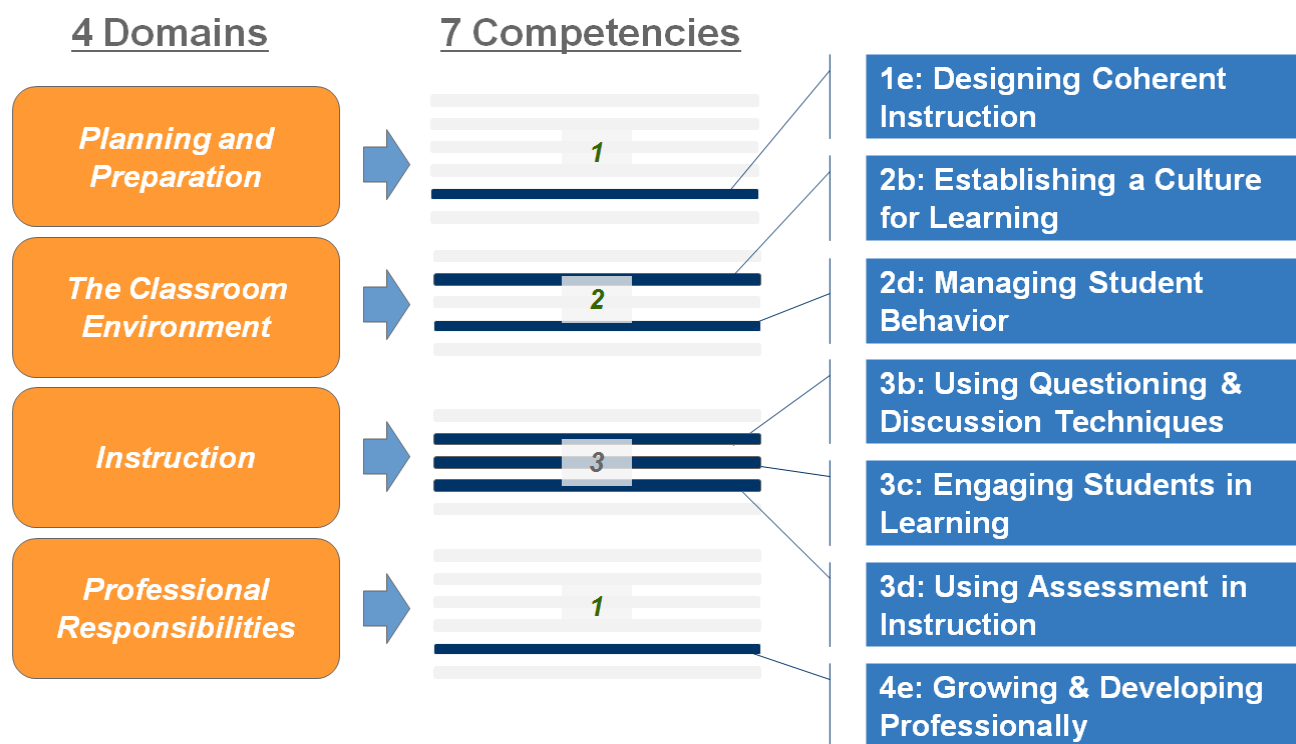 4 Domains
7 Competencies
Planning and
Preparation
1
1e: Designing Coherent
Instruction
2b: Establishing a Culture
for Learning
The Classroom
Environment
2
2d: Managing Student
Behavior
Instruction
3
3b: Using Questioning &
Discussion Techniques
3c: Engaging Students in
Learning
3d: Using Assessment in
Instruction
Professional
Responsibilities
1
4e: Growing & Developing
Professionally